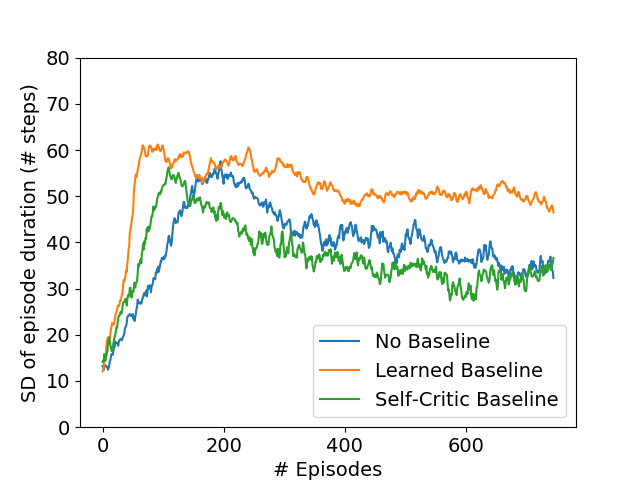 80
70
60
50
40
30
20
10
0
SD of episode duration (# steps)
No Baseline
Learned Baseline
Self-Critic Baseline
0 200 400 600
# Episodes